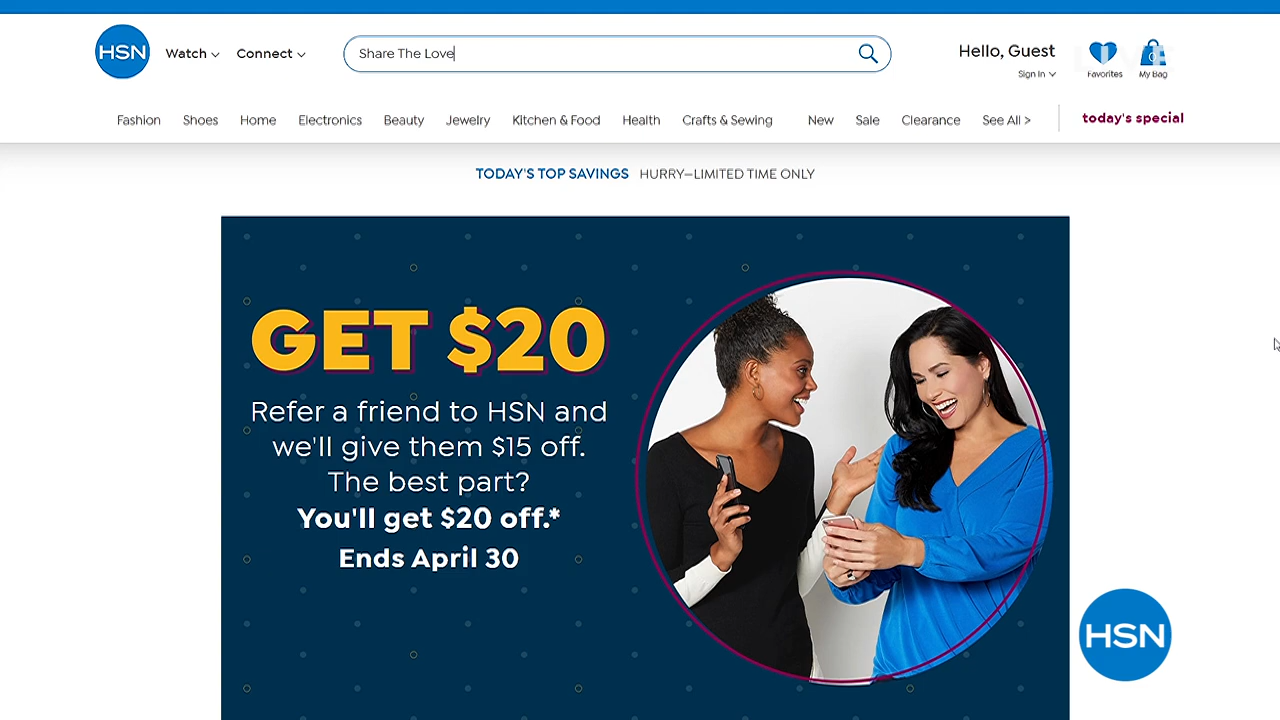 HSN
Watch
Connect
Share The Love
Hello, Guest
Sign In
Favorites
0
My Bag
Fashion
Shoes
Home
Electronics
Beauty
Jewelry
Kitchen & Food
Health
Crafts & Sewing
New
Sale
Clearance
See All >
today's special
TODAY'S TOP SAVINGS HURRY—LIMITED TIME ONLY
GET $20
Refer a friend to HSN and
we'll give them $15 off.
The best part?
You'll get $20 off.*
Ends April 30
HSN